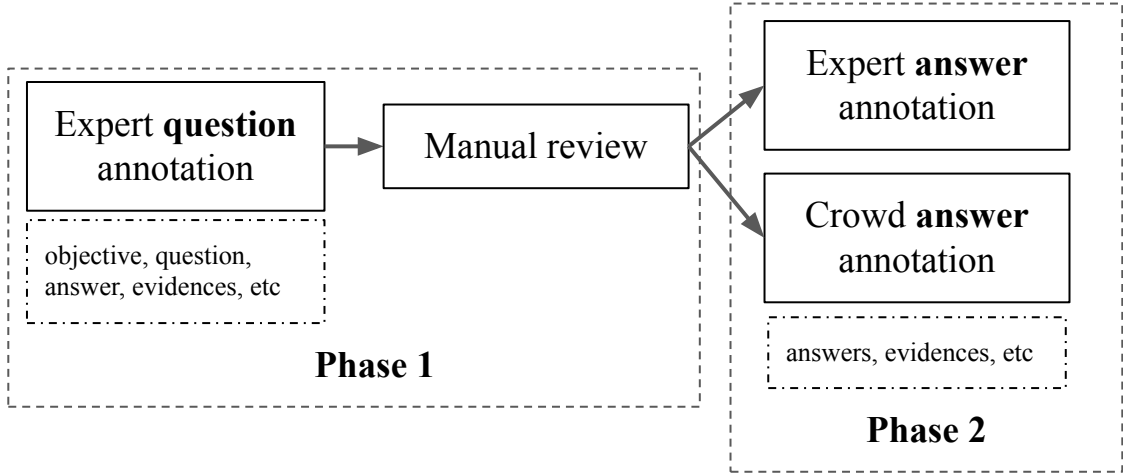 Expert question
annotation
objective, question,
answer, evidences, etc
Manual review
Phase 1
Expert answer
annotation
Crowd answer
annotation
answers, evidences, etc
Phase 2